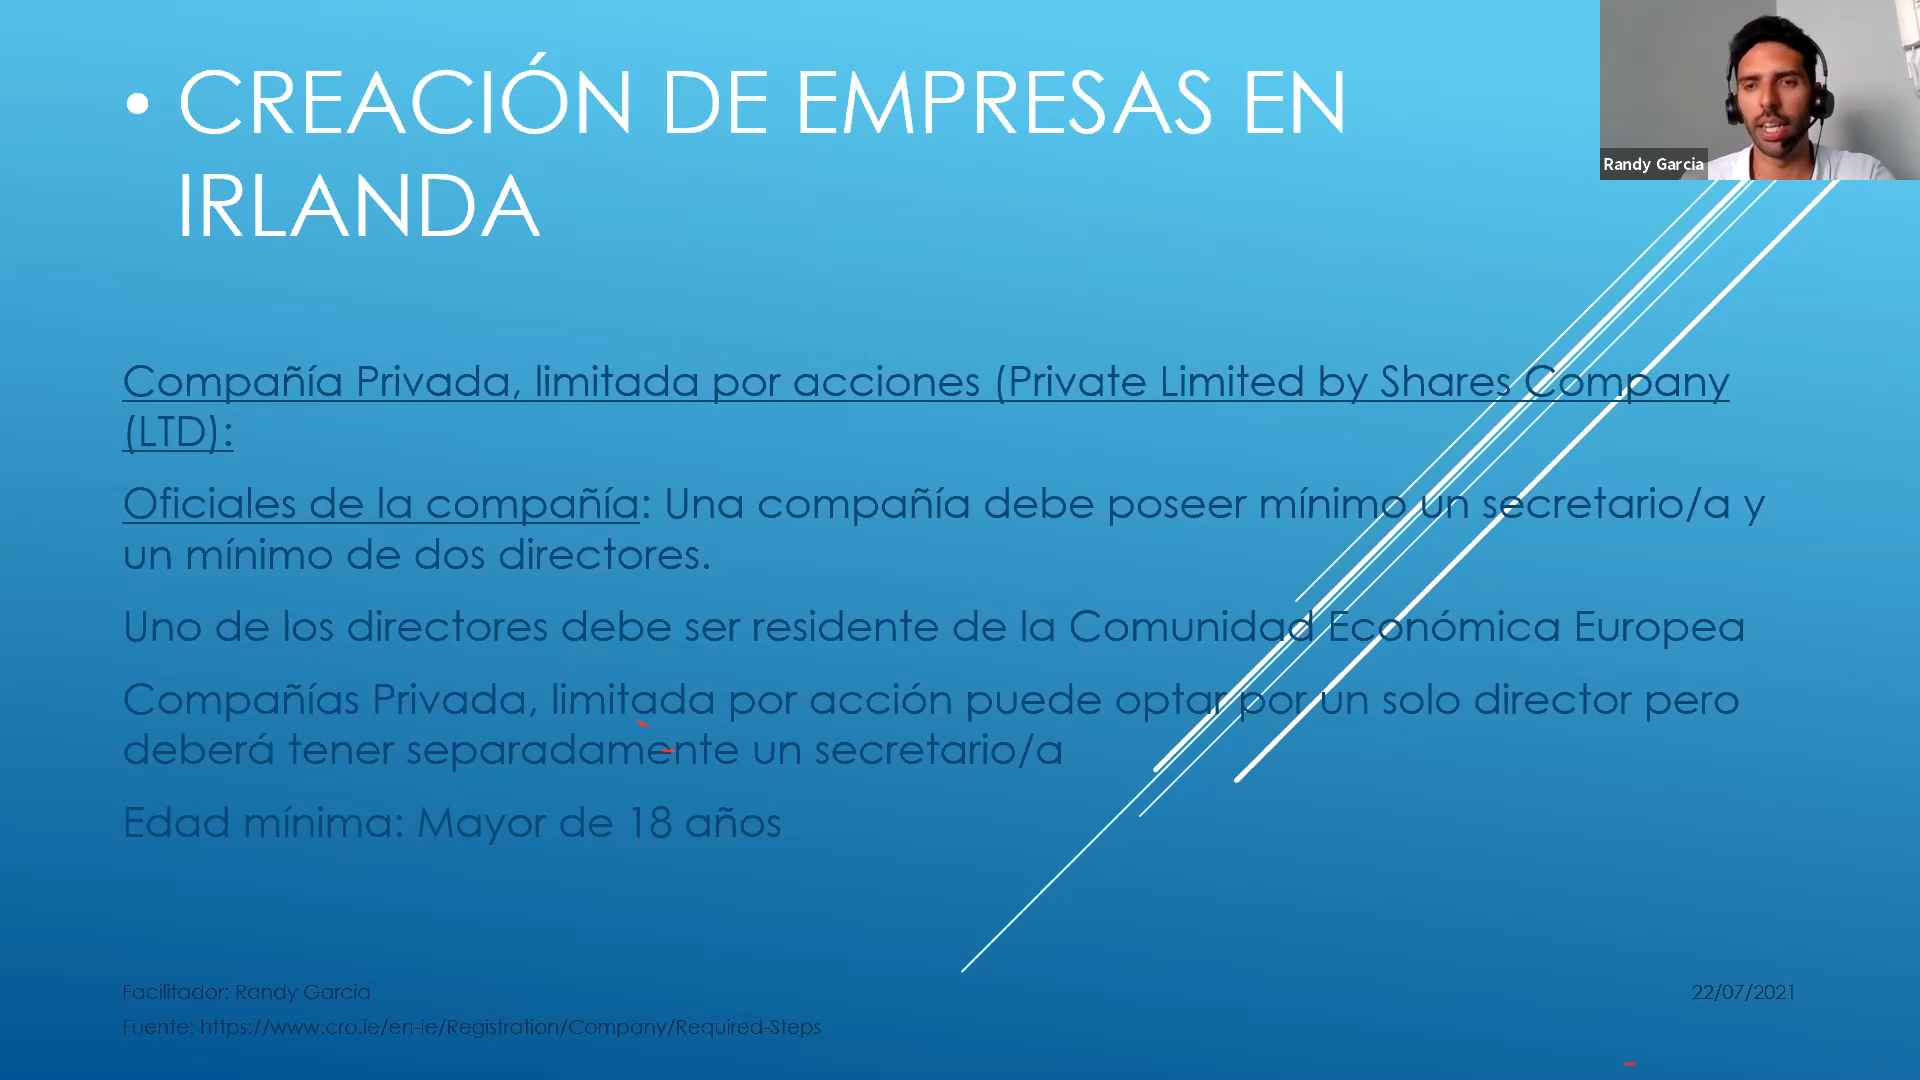 • CREACIÓN DE EMPRESAS EN
IRLANDA
Randy Garcia
Compañía Privada, limitada por acciones (Private Limited by Shares Company
(LTD):
Oficiales de la compañía: Una compañía debe poseer mínimo un secretario/a y
un mínimo de dos directores.
Uno de los directores debe ser residente de la Comunidad Económica Europea
Compañías Privada, limitada por acción puede optar por un solo director pero
deberá tener separadamente un secretario/a
Edad mínima: Mayor de 18 años
Facilitador: Randy Garcia
22/07/2021
Fuente: https://www.cro.ie/en-ie/Registration/Company/Required-Steps